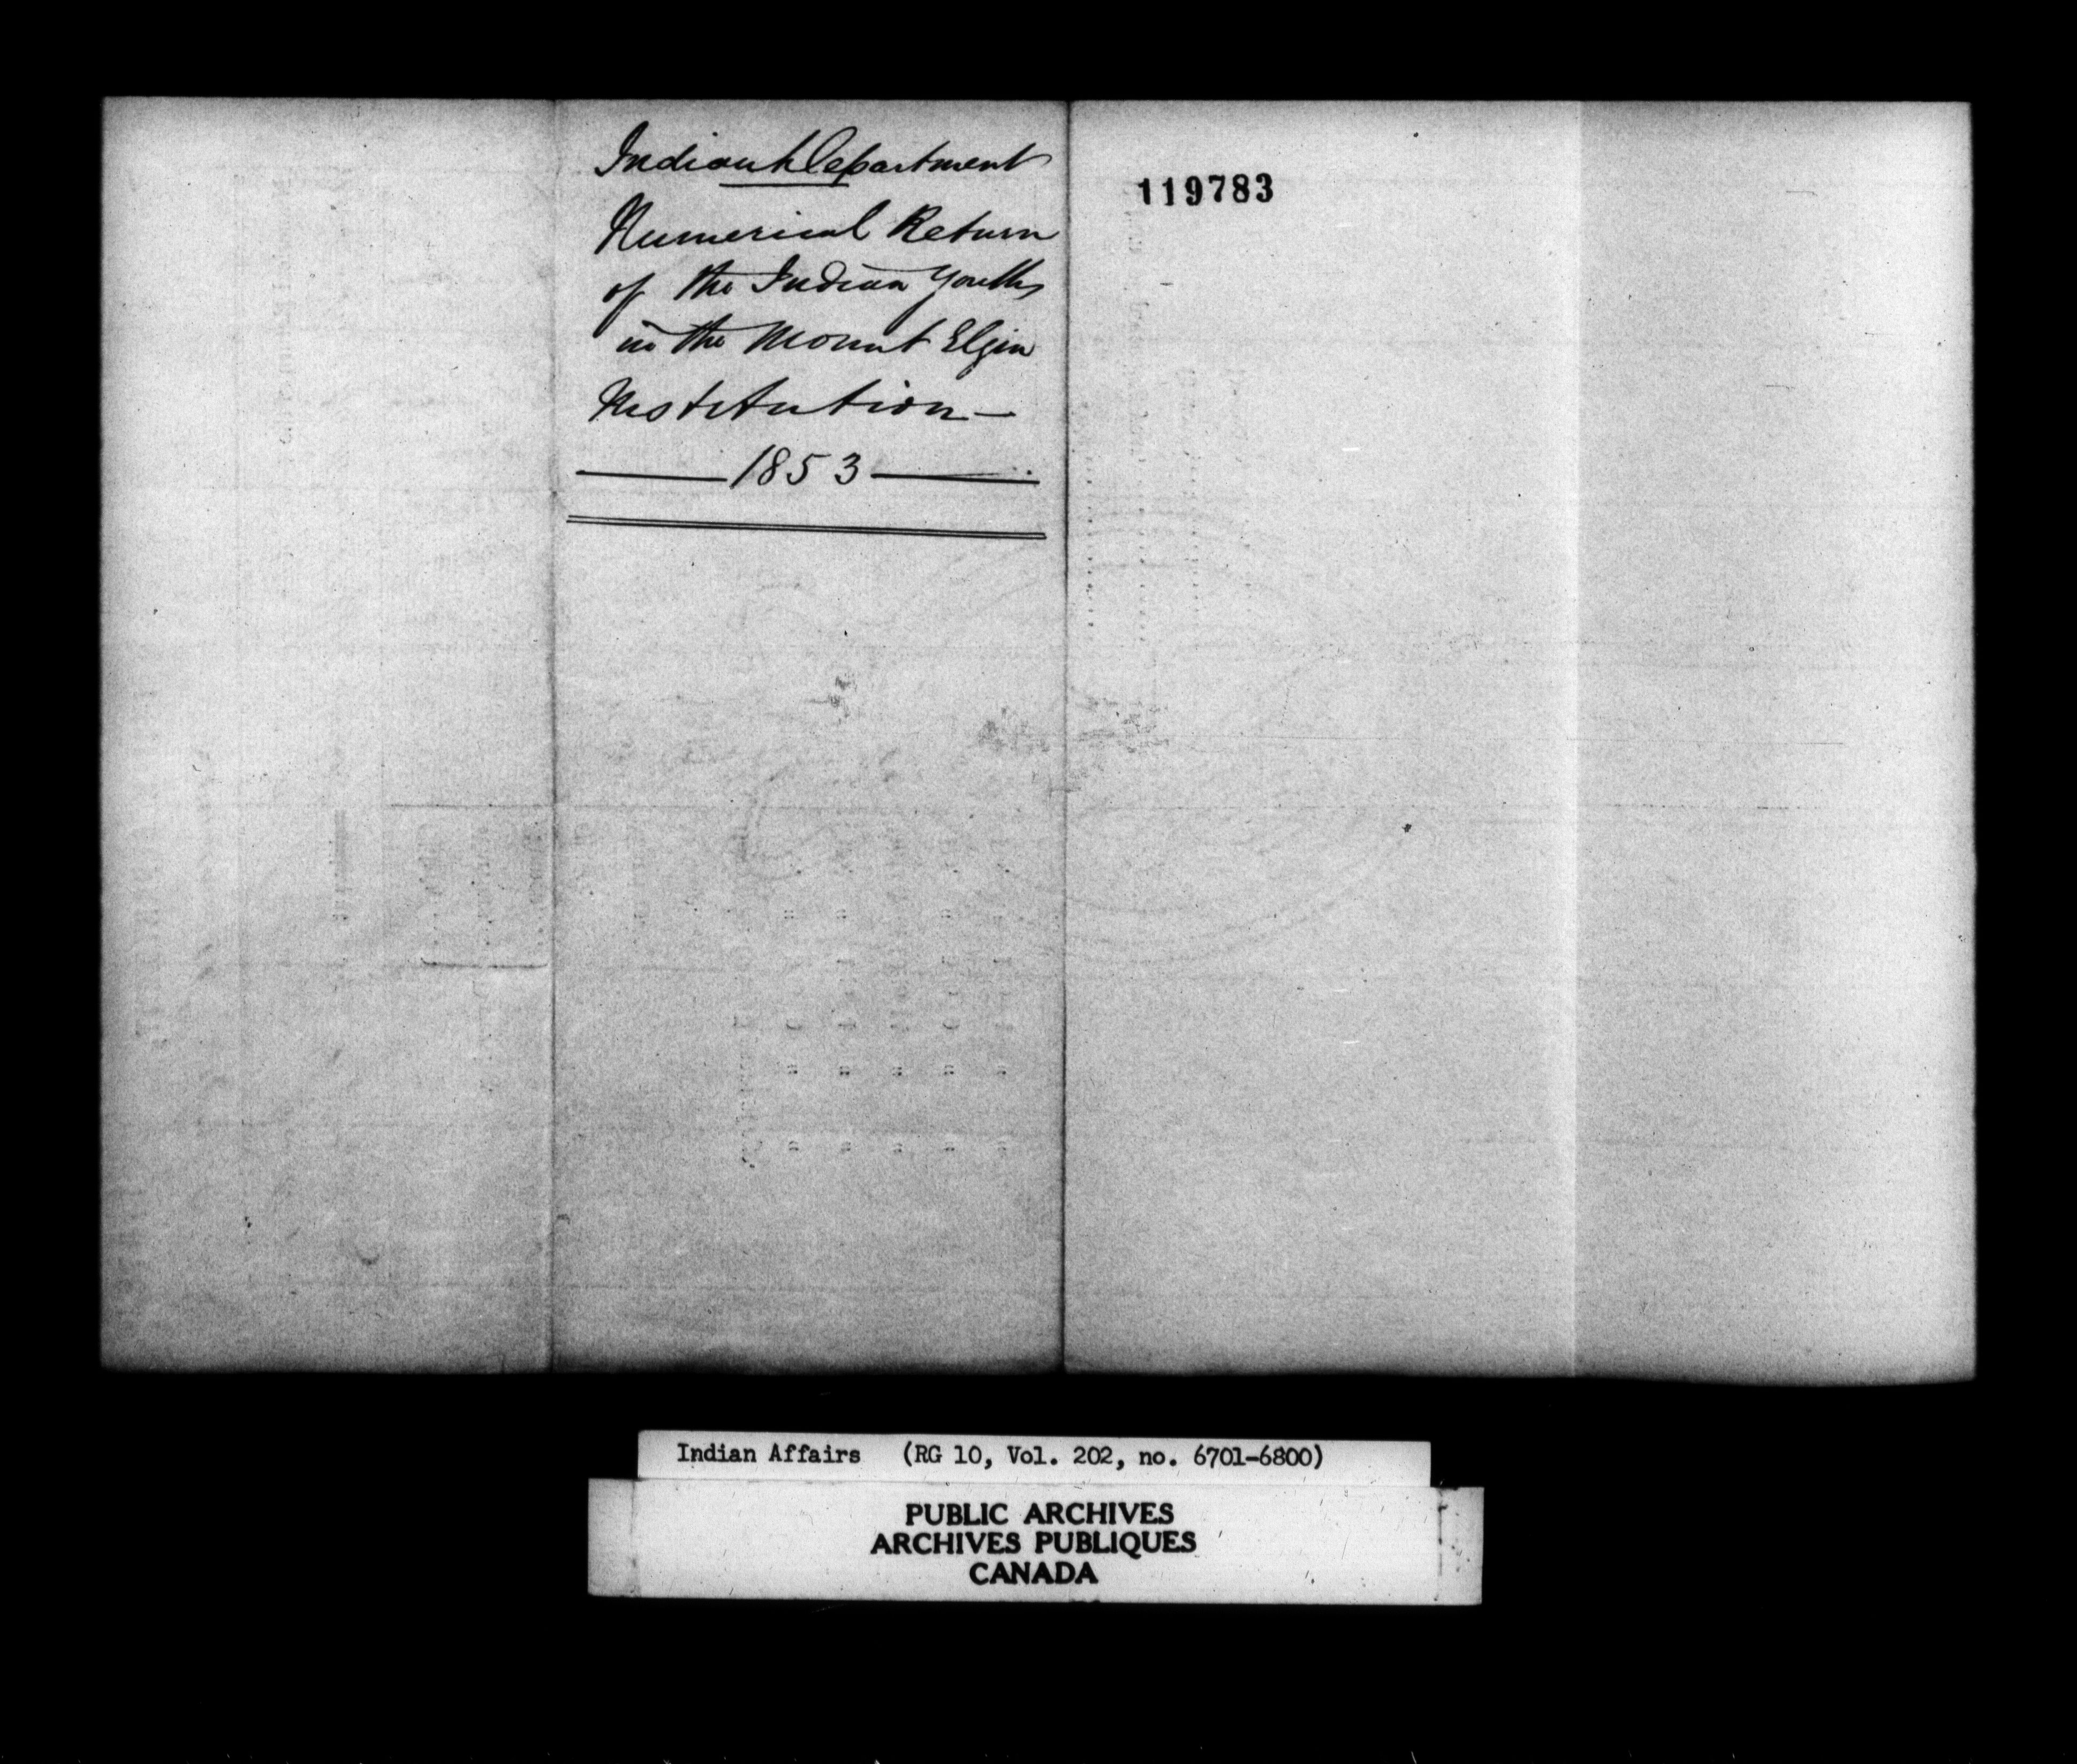 Indian Department
Numerical Return
of the Indian Youths
in the Mount Elgin
Institution—
1853
119783
Indian Affairs (RG 10, Vol. 202, no. 6701-6800)
PUBLIC ARCHIVES
ARCHIVES PUBLIQUES
CANADA